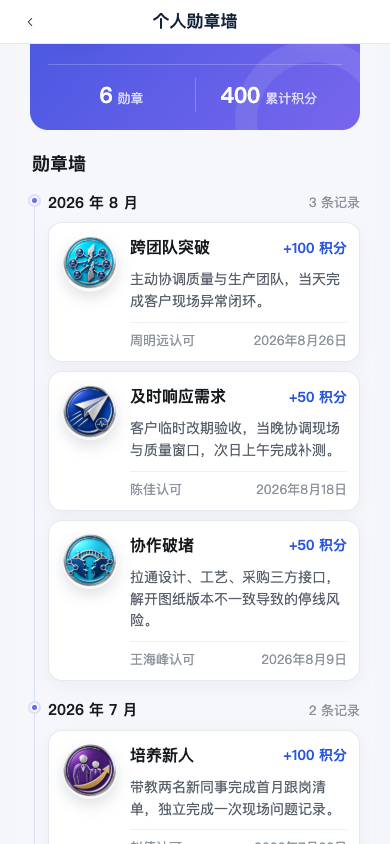 个人勋章墙
6 勋章
400 累计积分
勋章墙
2026 年 8 月
3 条记录
跨团队突破
+100 积分
主动协调质量与生产团队，当天完
成客户现场异常闭环。
周明远认可
2026年8月26日
及时响应需求
+50 积分
客户临时改期验收，当晚协调现场
与质量窗口，次日上午完成补测。
陈佳认可
2026年8月18日
协作破堵
+50 积分
拉通设计、工艺、采购三方接口，
解开图纸版本不一致导致的停线风
险。
王海峰认可
2026年8月9日
2026 年 7 月
2 条记录
培养新人
+100 积分
带教两名新同事完成首月跟岗清
单，独立完成一次现场问题记录。